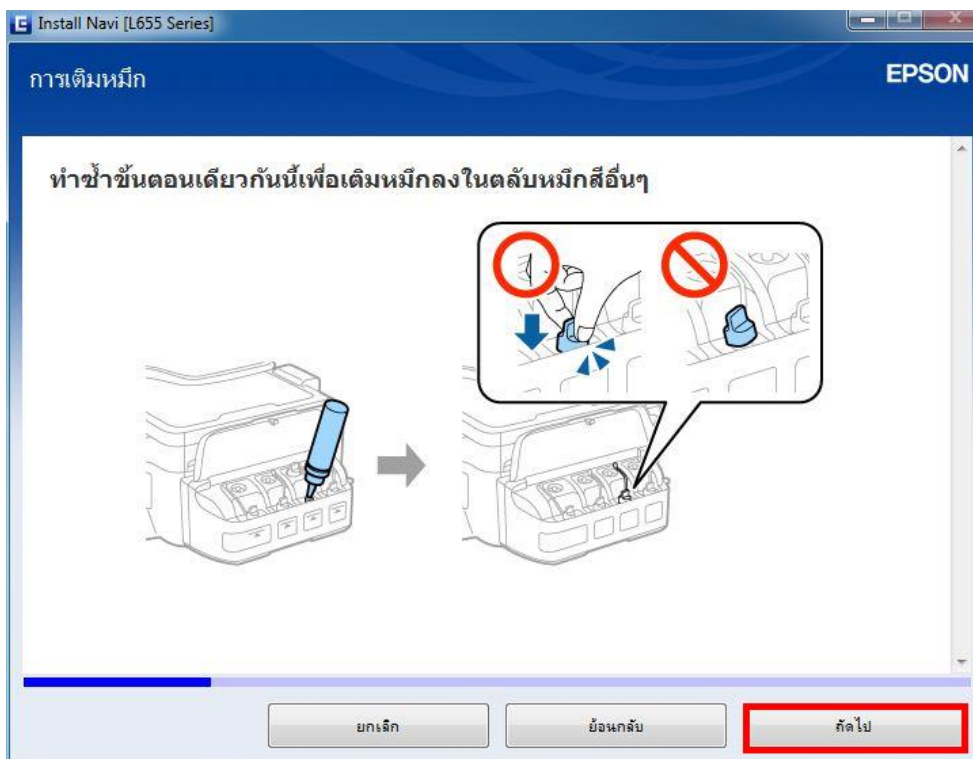 Install Navi [L655 Series]
การเติมหมึก
EPSON
ทำซ้ำขั้นตอนเดียวกันนี้เพื่อเติมหมึกลงในตลับหมึกสีอื่นๆ
ยกเลิก
ย้อนกลับ
ถัดไป